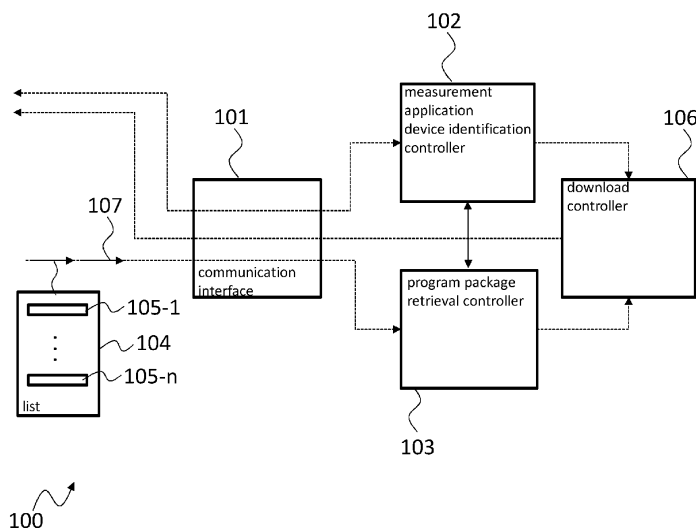 102
measurement
application
device identification
controller
106
101
download
controller
107
communication
interface
program package
retrieval controller
105-1
104
105-n
list
103
100